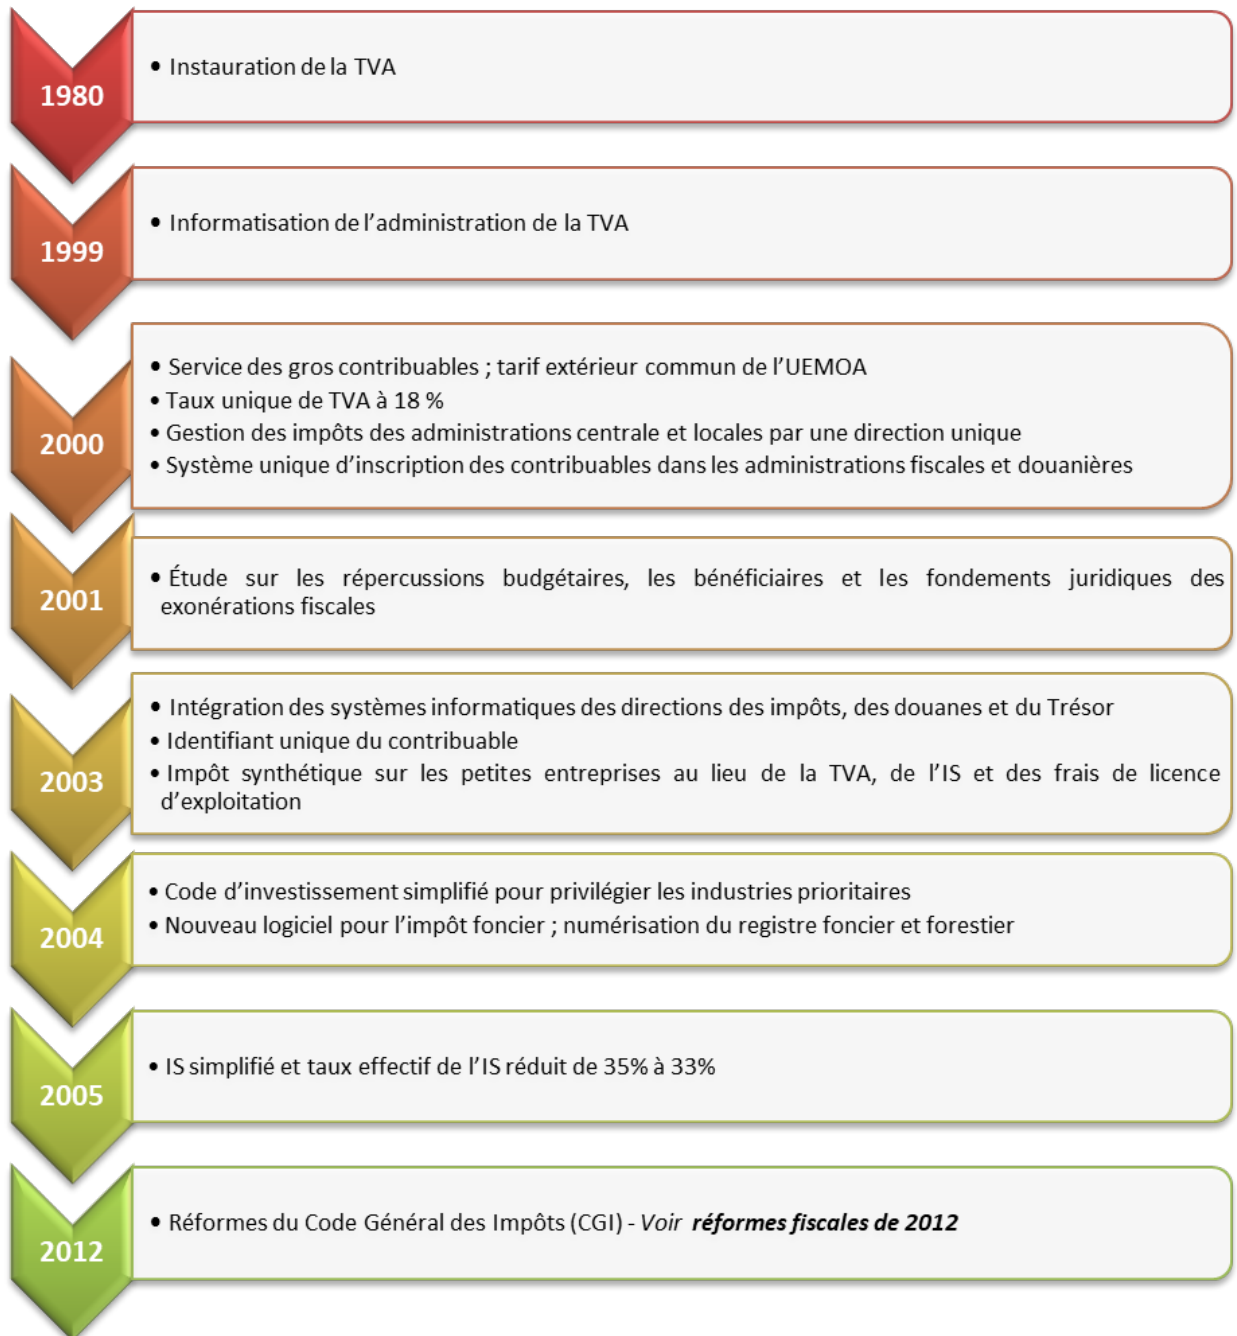 1980
• Instauration de la TVA
1999
• Informatisation de l’administration de la TVA
2000
• Service des gros contribuables ; tarif extérieur commun de l’UEMOA
• Taux unique de TVA à 18 %
• Gestion des impôts des administrations centrale et locales par une direction unique
• Système unique d’inscription des contribuables dans les administrations fiscales et douanières
2001
• Étude sur les répercussions budgétaires, les bénéficiaires et les fondements juridiques des
exonérations fiscales
2003
• Intégration des systèmes informatiques des directions des impôts, des douanes et du Trésor
• Identifiant unique du contribuable
• Impôt synthétique sur les petites entreprises au lieu de la TVA, de l’IS et des frais de licence
d’exploitation
2004
• Code d’investissement simplifié pour privilégier les industries prioritaires
• Nouveau logiciel pour l’impôt foncier ; numérisation du registre foncier et forestier
2005
• IS simplifié et taux effectif de l’IS réduit de 35% à 33%
2012
• Réformes du Code Général des Impôts (CGI) - Voir réformes fiscales de 2012